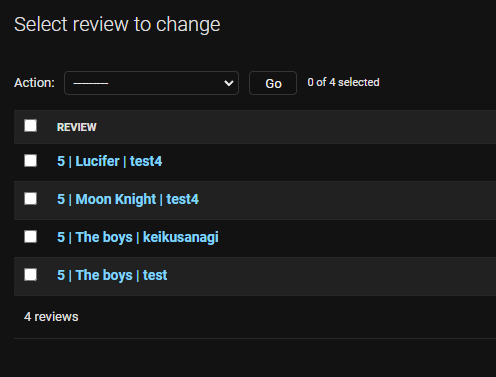 Select review to change
Action: --------- Go 0 of 4 selected
REVIEW
5 | Lucifer | test4
5 | Moon Knight | test4
5 | The boys | keikusanagi
5 | The boys | test
4 reviews